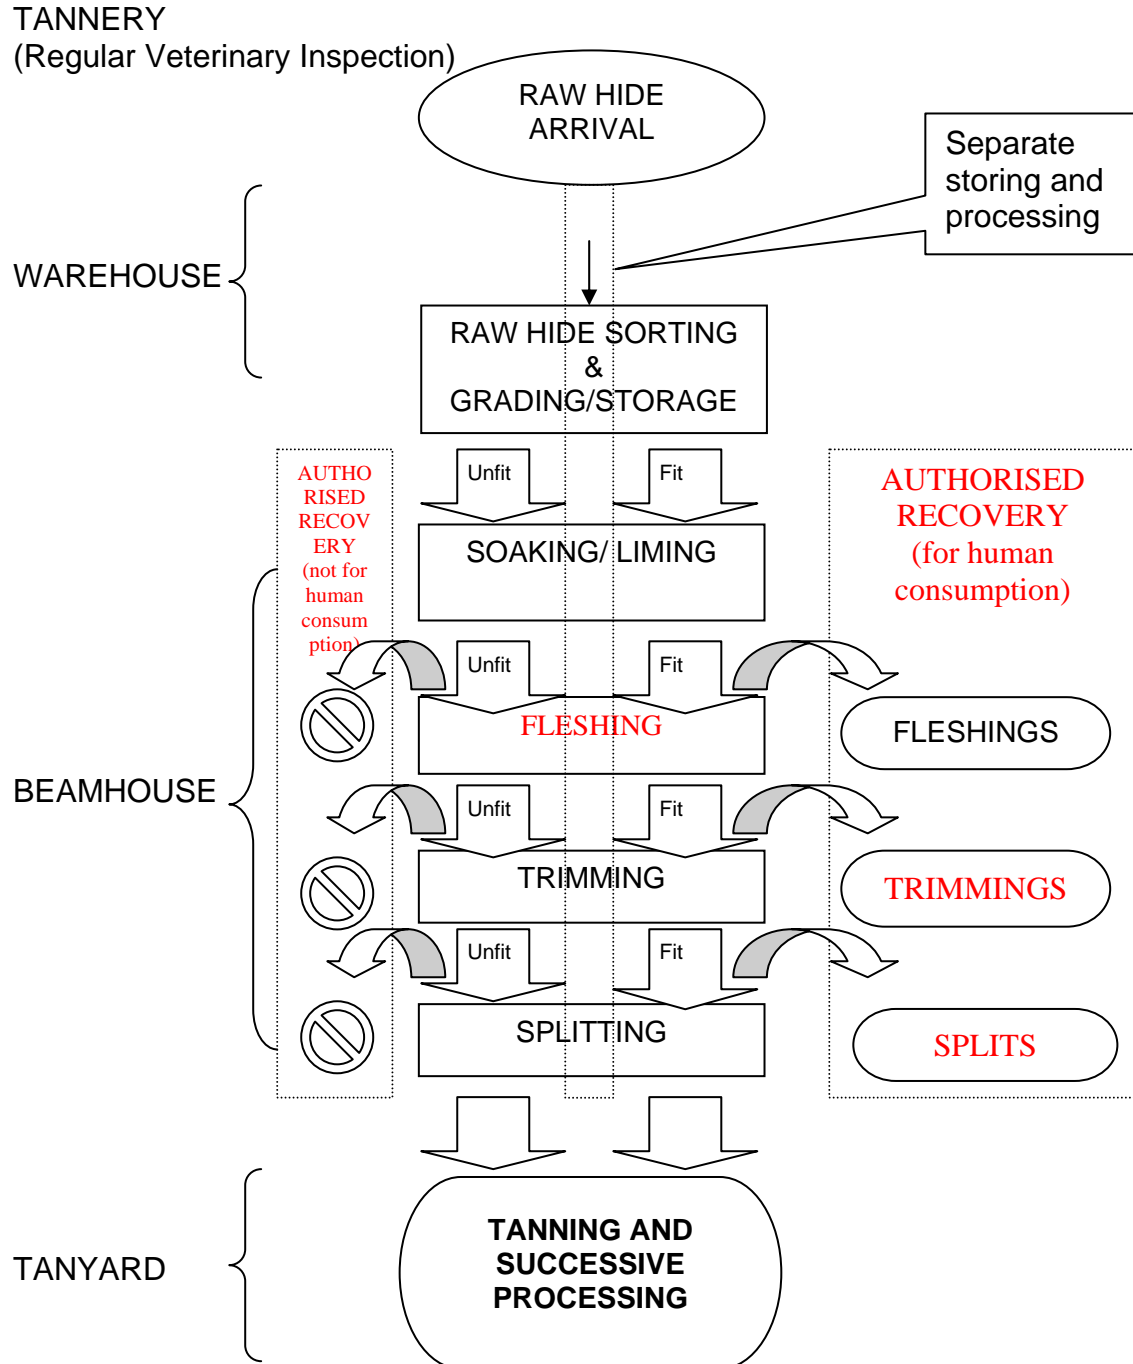 TANNERY
(Regular Veterinary Inspection)
RAW HIDE
ARRIVAL
Separate
storing and
processing
WAREHOUSE
RAW HIDE SORTING
&
GRADING/STORAGE
Unfit
Fit
AUTHO
RISED
RECOV
ERY
(not for
human
consum
ption)
AUTHORISED
RECOVERY
(for human
consumption)
SOAKING/ LIMING
Unfit
Fit
FLESHING
FLESHINGS
BEAMHOUSE
Unfit
Fit
TRIMMING
TRIMMINGS
Unfit
Fit
SPLITTING
SPLITS
TANYARD
TANNING AND
SUCCESSIVE
PROCESSING